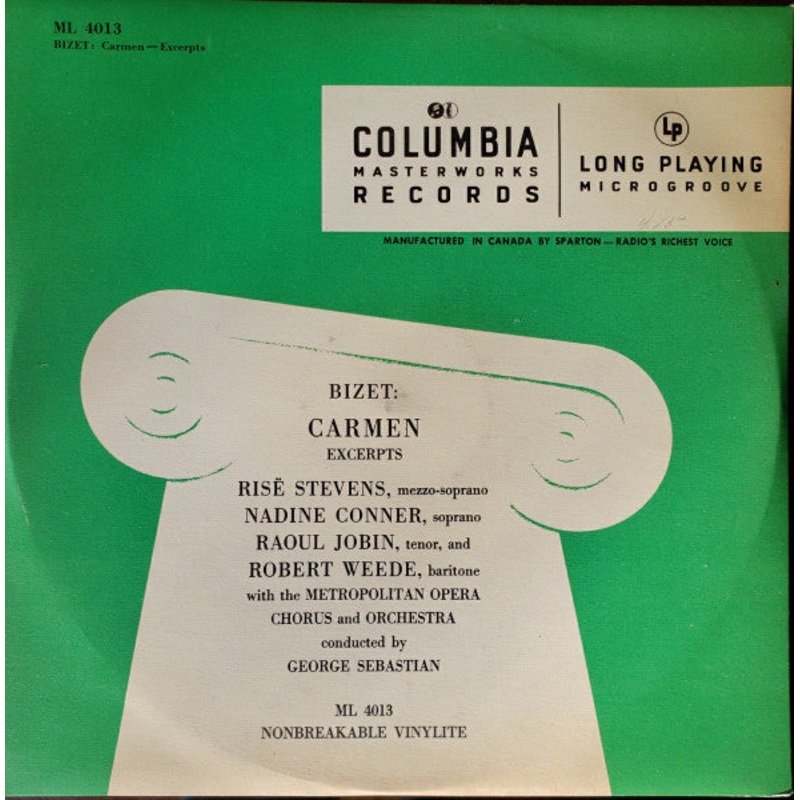 ML 4013
BIZET: Carmen — Excerpts
COLUMBIA
MASTERWORKS
RECORDS
LP
LONG PLAYING
MICROGROOVE
MANUFACTURED IN CANADA BY SPARTON — RADIO'S RICHEST VOICE
BIZET:
CARMEN
EXCERPTS
RISË STEVENS, mezzo-soprano
NADINE CONNER, soprano
RAOUL JOBIN, tenor, and
ROBERT WEEDE, baritone
with the METROPOLITAN OPERA
CHORUS and ORCHESTRA
conducted by
GEORGE SEBASTIAN
ML 4013
NONBREAKABLE VINYLITE